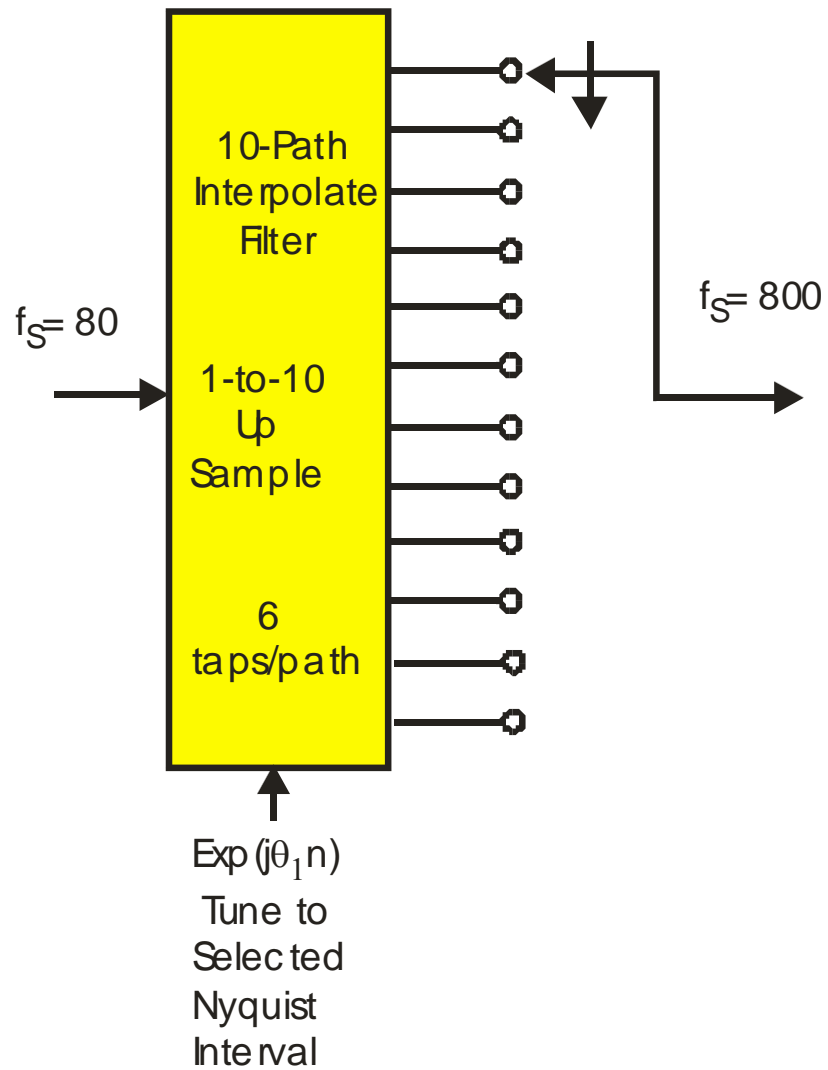 10-Path
Interpolate
Filter
1-to-10
Up
Sample
6
taps/path
fS= 80
fS= 800
Exp(jθ1n)
Tune to
Selected
Nyquist
Interval